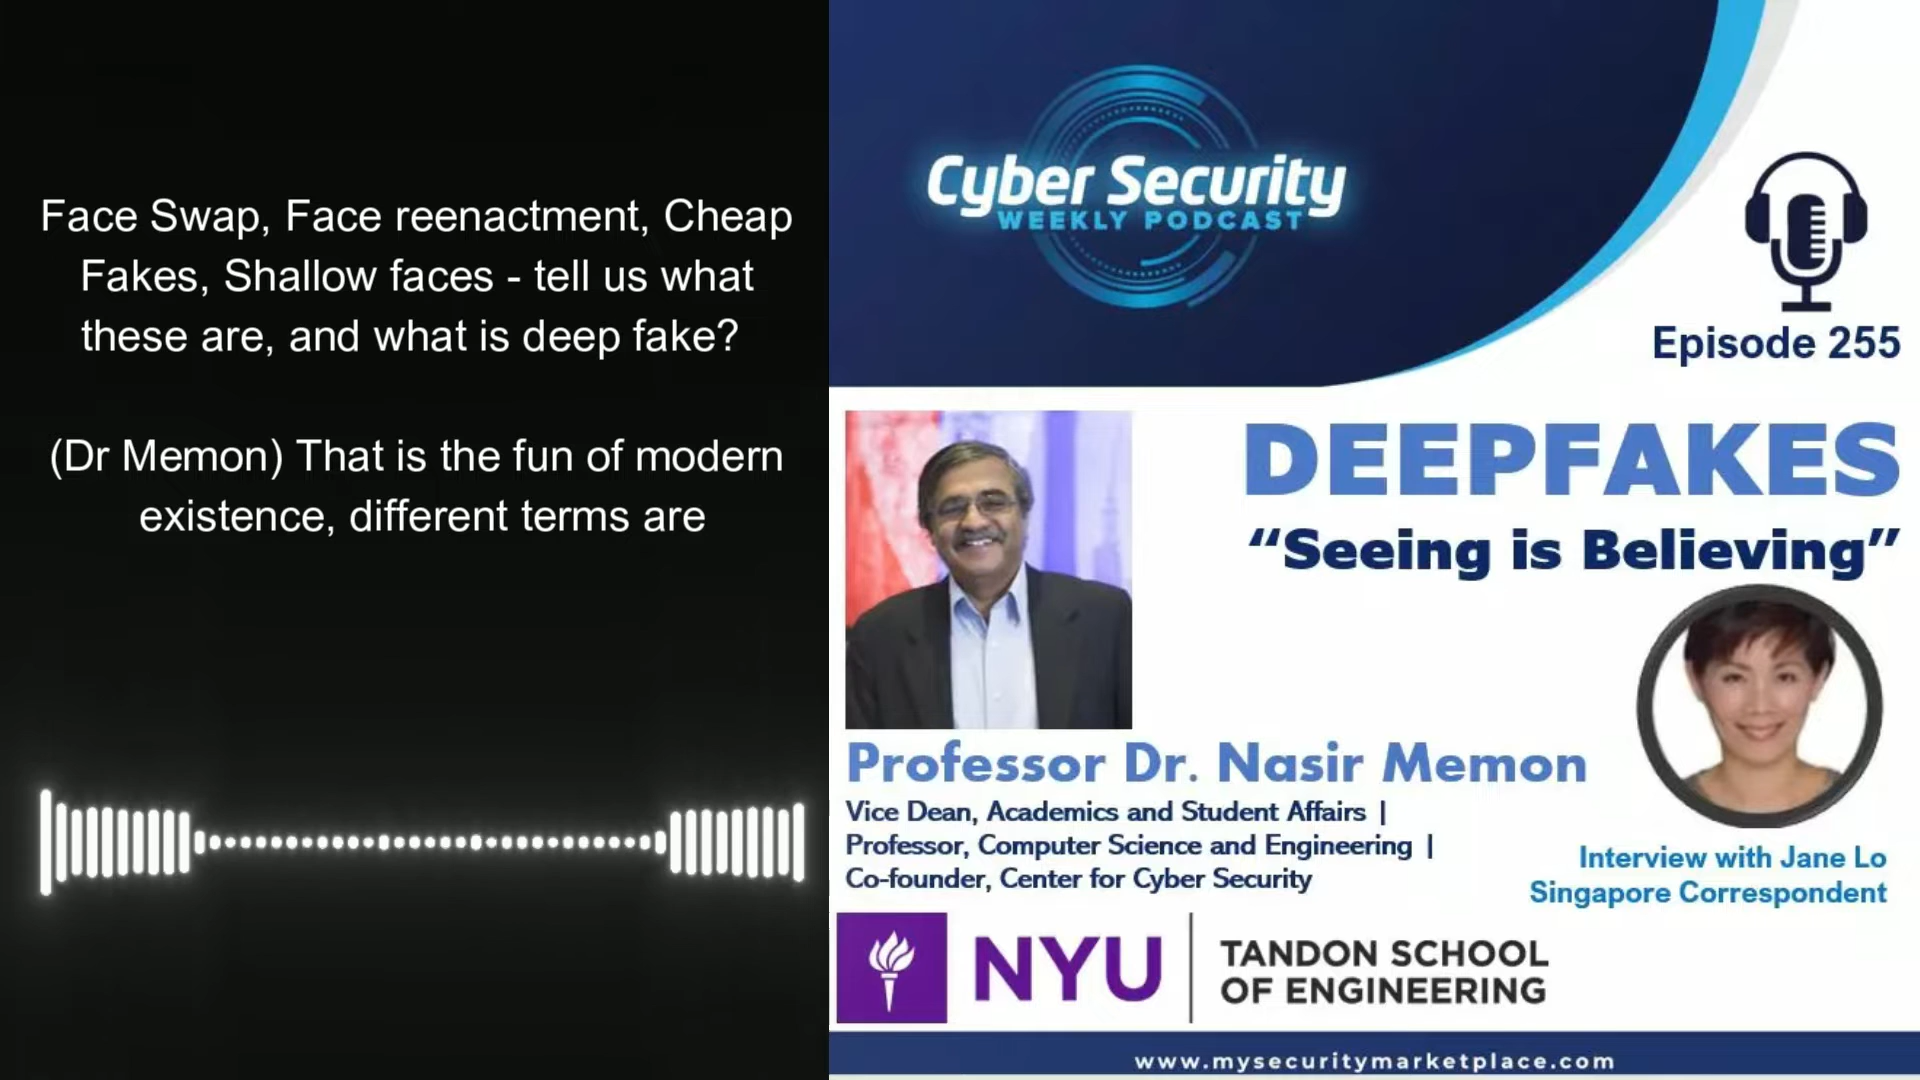 Face Swap, Face reenactment, Cheap
Fakes, Shallow faces - tell us what
these are, and what is deep fake?
(Dr Memon) That is the fun of modern
existence, different terms are
Cyber Security
WEEKLY PODCAST
Episode 255
DEEPFAKES
“Seeing is Believing”
Professor Dr. Nasir Memon
Vice Dean, Academics and Student Affairs |
Professor, Computer Science and Engineering |
Co-founder, Center for Cyber Security
Interview with Jane Lo
Singapore Correspondent
NYU
TANDON SCHOOL
OF ENGINEERING
www.mysecuritymarketplace.com